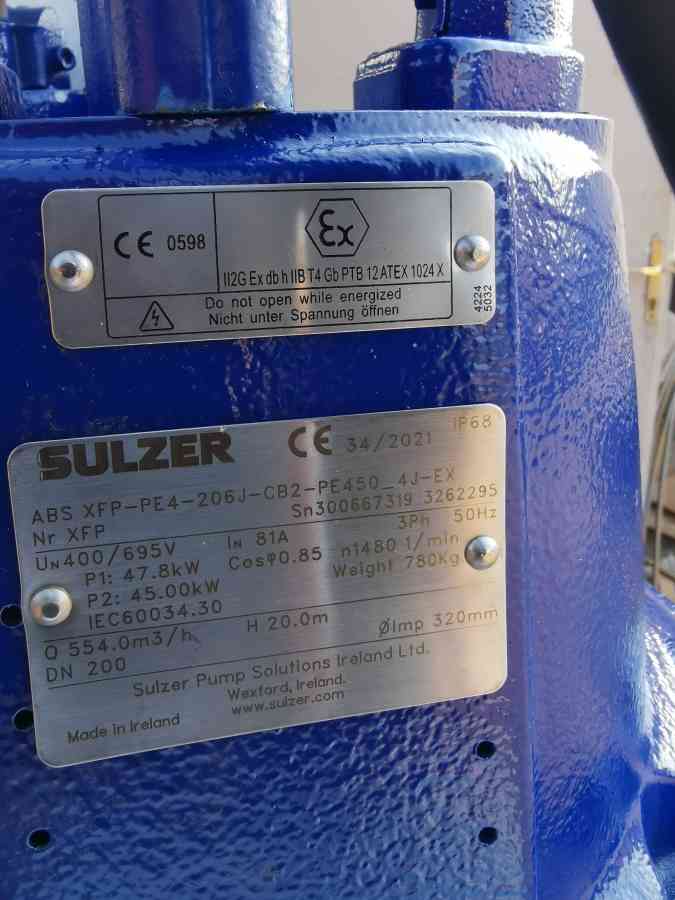 CE 0598
Ex
II2G Ex db h IIB T4 Gb PTB 12 ATEX 1024 X
Do not open while energized
Nicht unter Spannung öffnen
4224
5032
SULZER CE 34/2021 IP68
ABS XFP-PE4-206J-CB2-PE450_4J-EX
Nr XFP Sn300667319 3262295
UN400/695V IN 81A 3Ph 50Hz
P1: 47.8kW Cosφ0.85 n1480 1/min
P2: 45.00kW Weight 780Kg
IEC60034.30
Q 554.0m3/h H 20.0m ØImp 320mm
DN 200
Sulzer Pump Solutions Ireland Ltd.
Wexford, Ireland.
www.sulzer.com
Made in Ireland